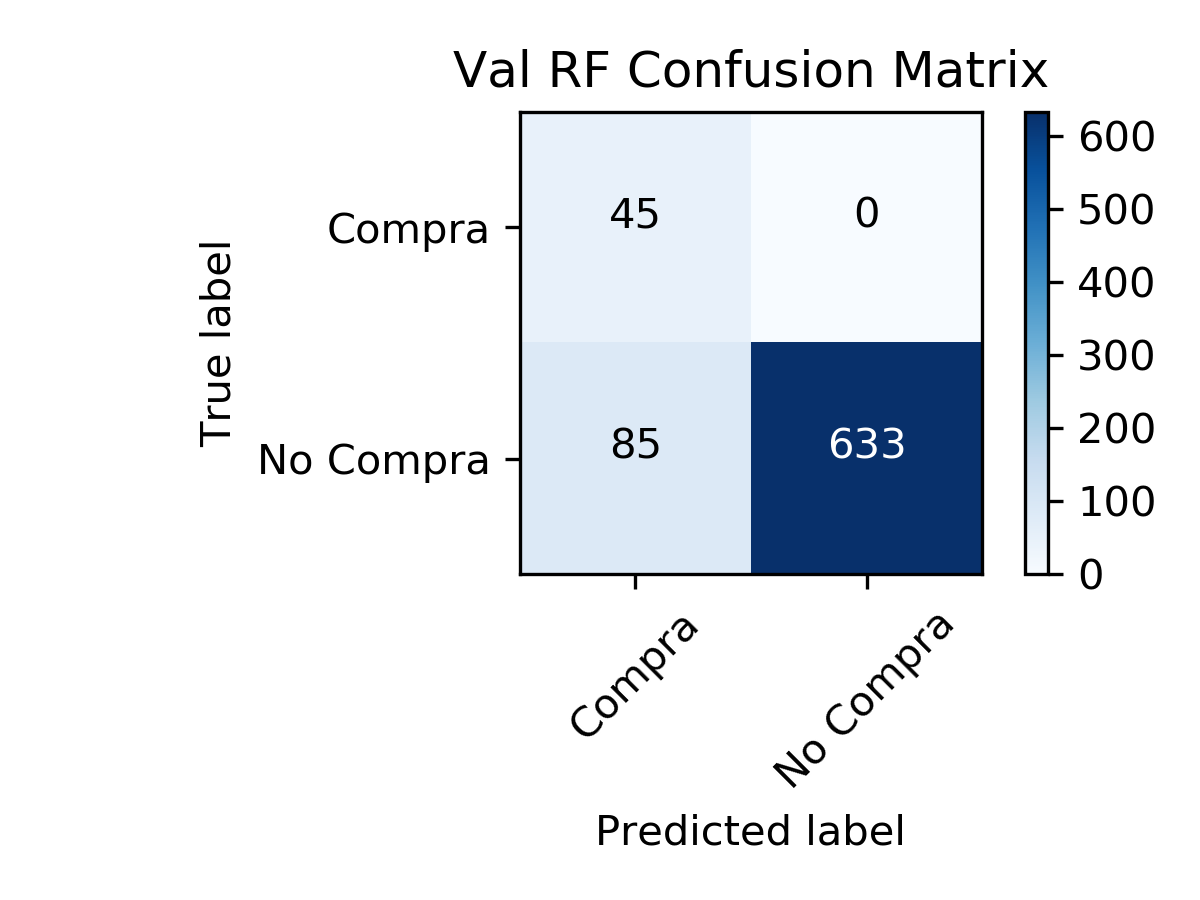 Val RF Confusion Matrix
True label
Compra
No Compra
45
0
85
633
600
500
400
300
200
100
0
Compra
No Compra
Predicted label